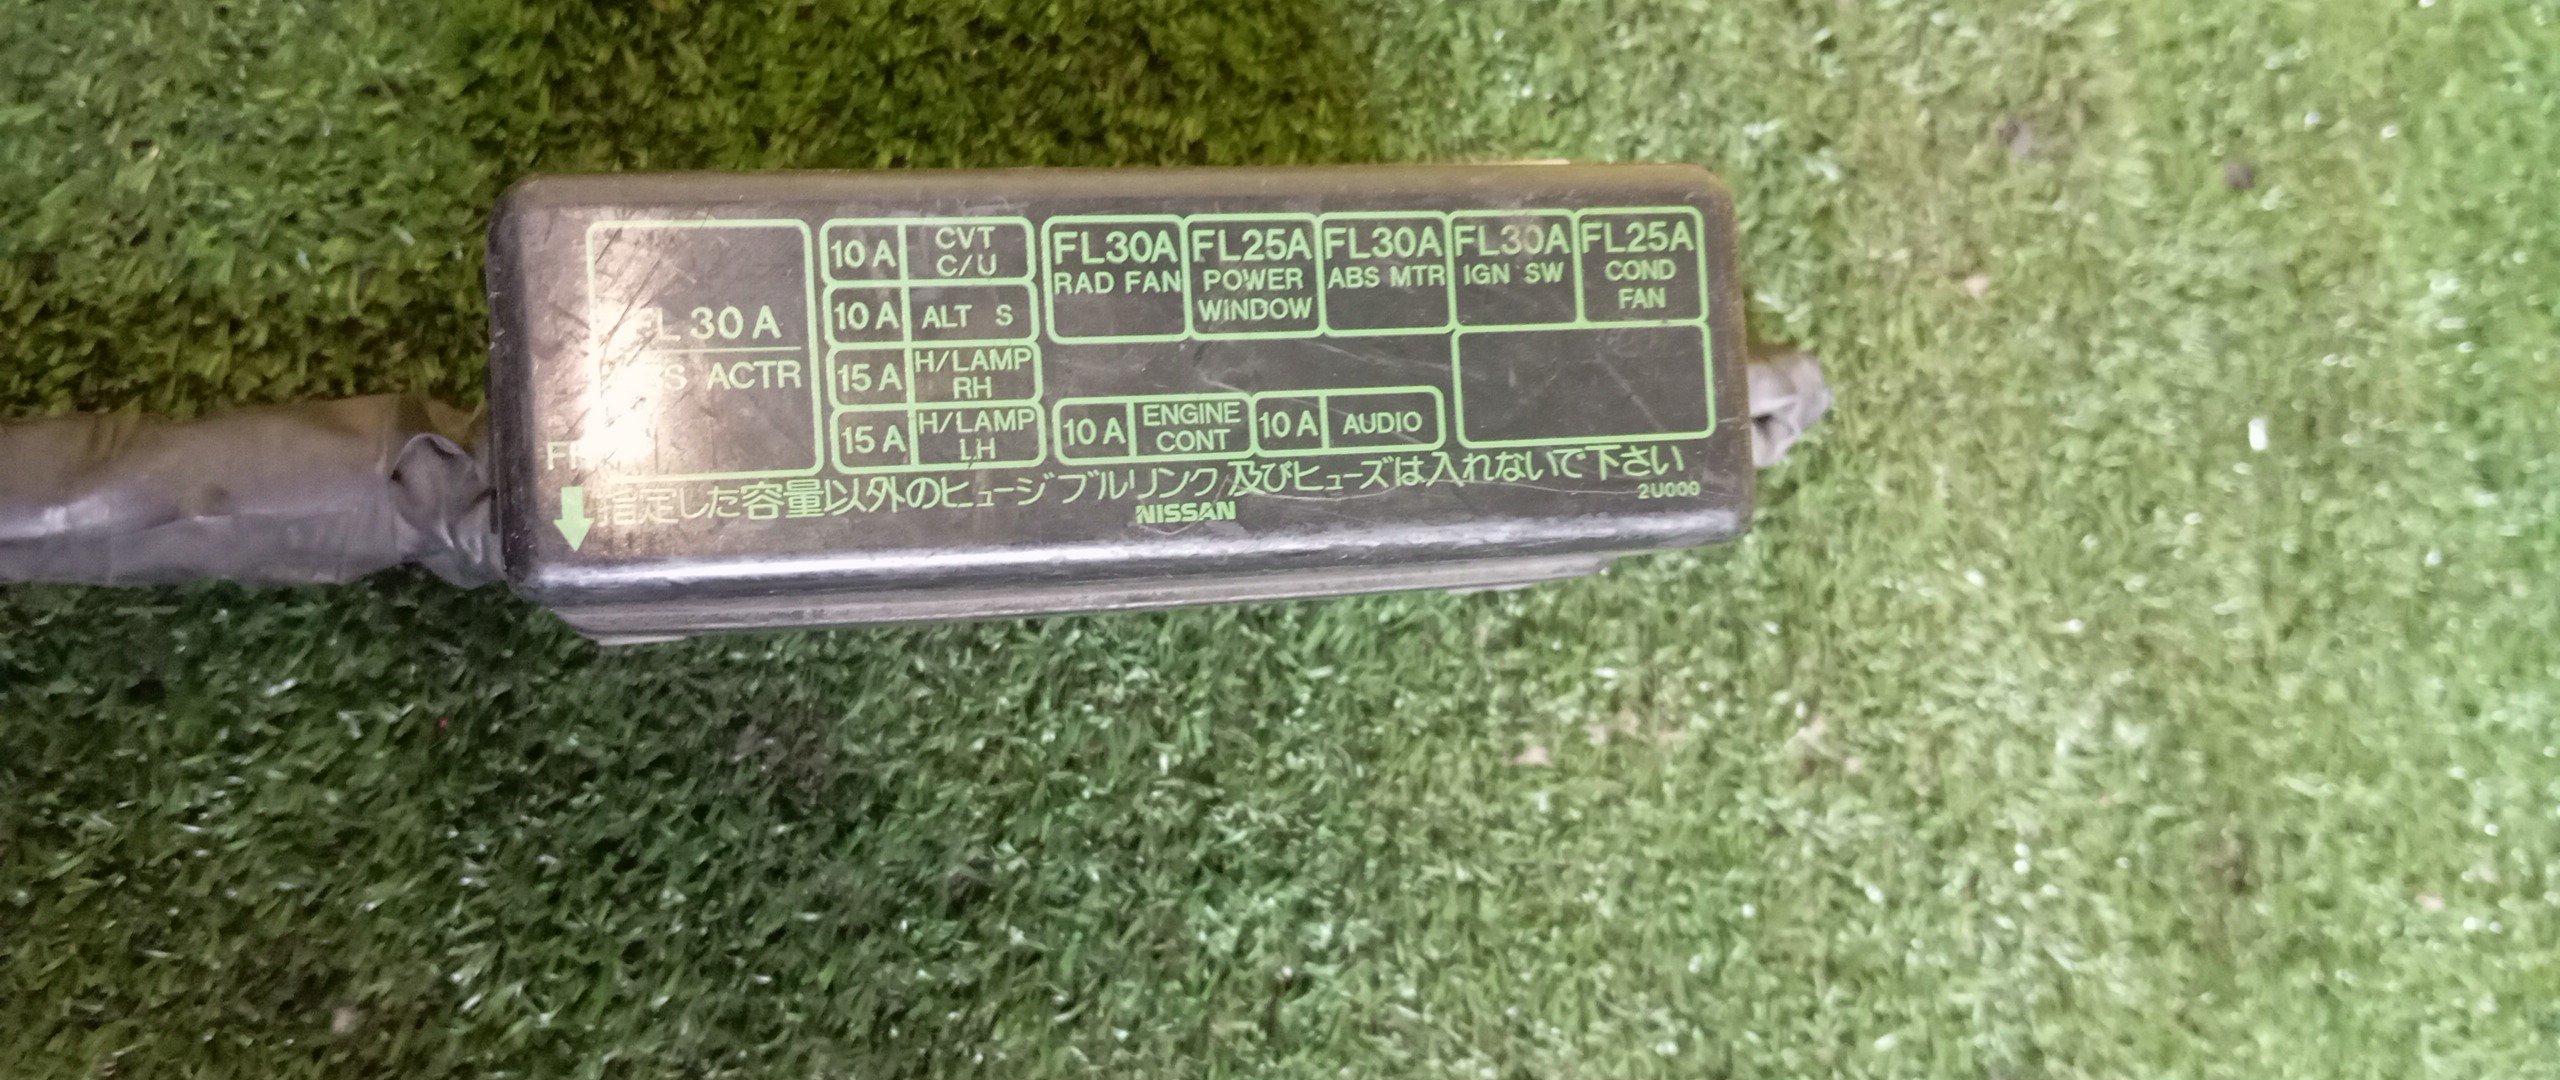 L 30 A
ACTR
10 A CVT C/U
10 A ALT S
15 A H/LAMP RH
15 A H/LAMP LH
FL30A RAD FAN
FL25A POWER WINDOW
FL30A ABS MTR
FL30A IGN SW
FL25A COND FAN
10 A ENGINE CONT
10 A AUDIO
指定した容量以外のヒュージブルリンク及びヒューズは入れないで下さい
2U000
NISSAN